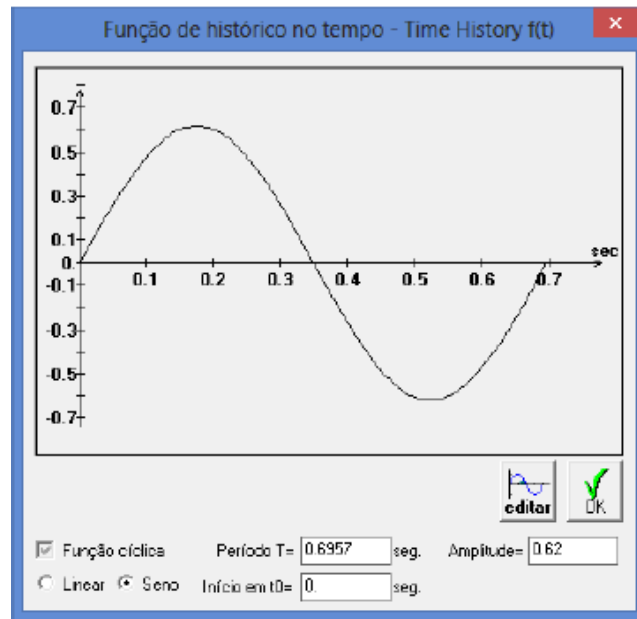 Função de histórico no tempo - Time History f(t)
x
0.7
0.5
0.3
0.1
0.
-0.1
-0.3
-0.5
-0.7
0.1 0.2 0.3 0.4 0.5 0.6 0.7
sec
editar OK
Função cíclica Período T= 0.6957 seg. Amplitude= 0.62
Linear Seno Início em t0= 0. seg.